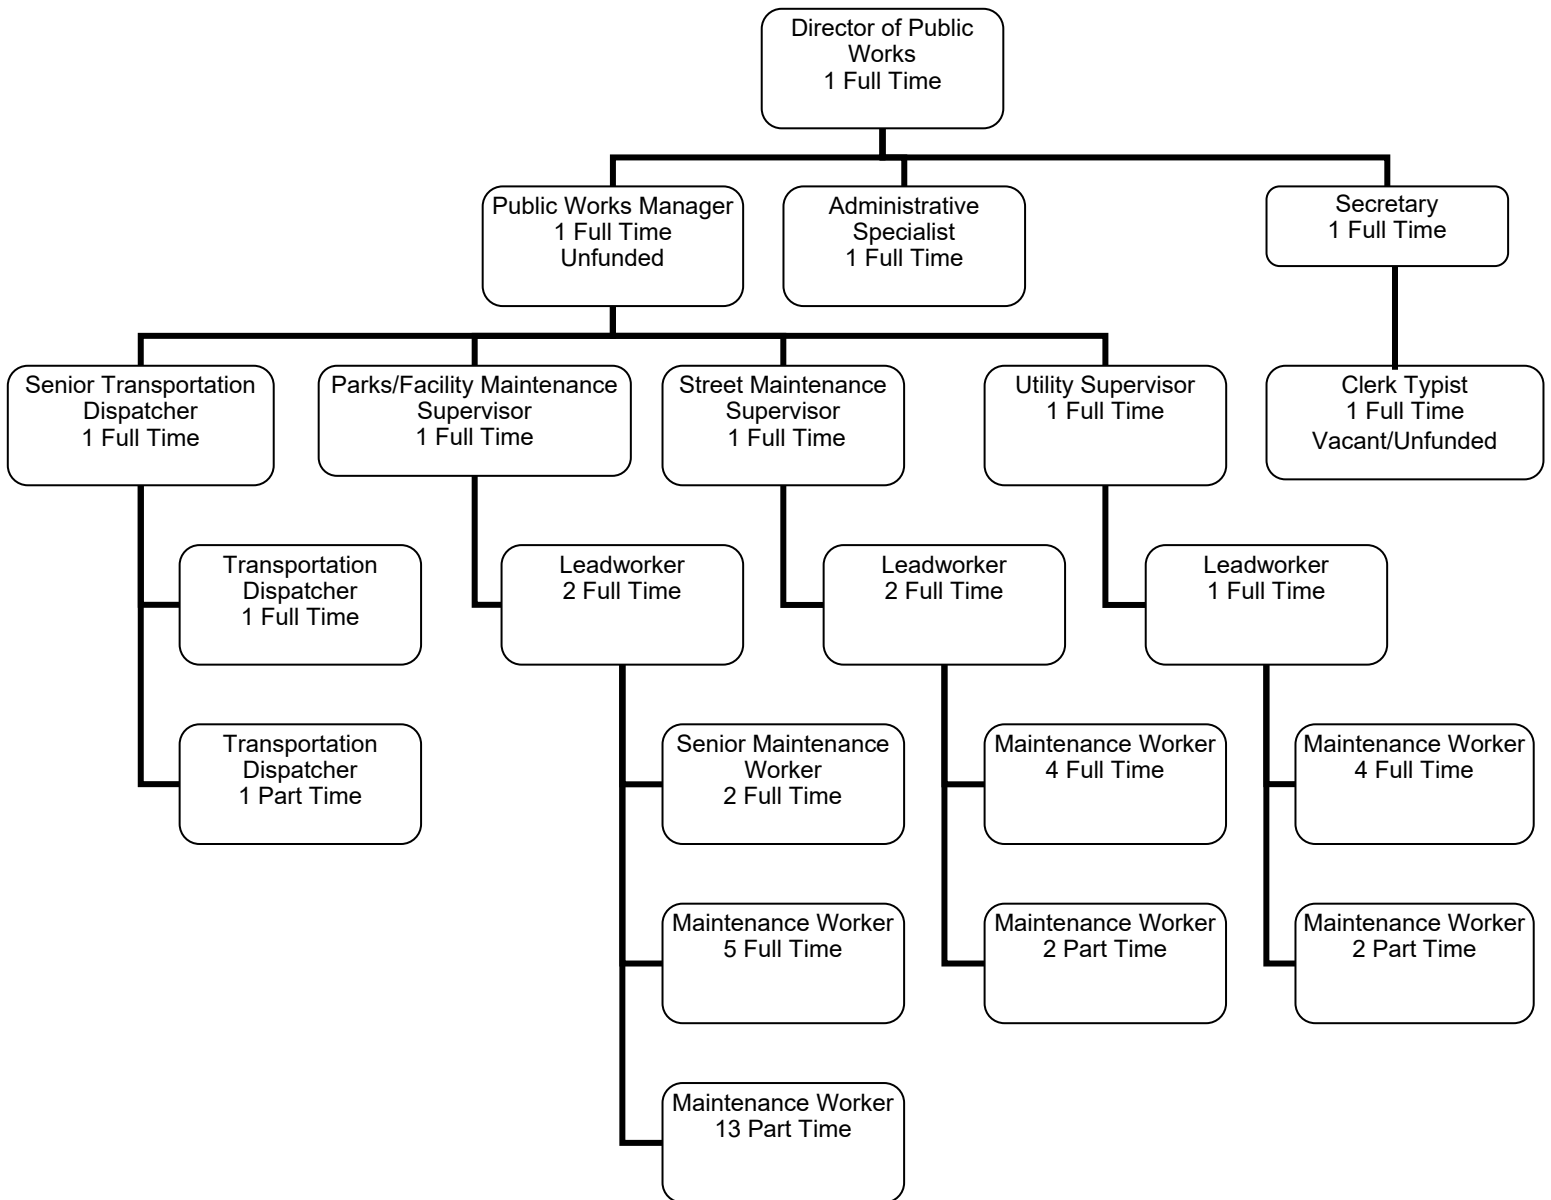 Director of Public
Works
1 Full Time
Public Works Manager
1 Full Time
Unfunded
Administrative
Specialist
1 Full Time
Secretary
1 Full Time
Senior Transportation
Dispatcher
1 Full Time
Parks/Facility Maintenance
Supervisor
1 Full Time
Street Maintenance
Supervisor
1 Full Time
Utility Supervisor
1 Full Time
Clerk Typist
1 Full Time
Vacant/Unfunded
Transportation
Dispatcher
1 Full Time
Leadworker
2 Full Time
Leadworker
2 Full Time
Leadworker
1 Full Time
Transportation
Dispatcher
1 Part Time
Senior Maintenance
Worker
2 Full Time
Maintenance Worker
4 Full Time
Maintenance Worker
4 Full Time
Maintenance Worker
5 Full Time
Maintenance Worker
2 Part Time
Maintenance Worker
2 Part Time
Maintenance Worker
13 Part Time